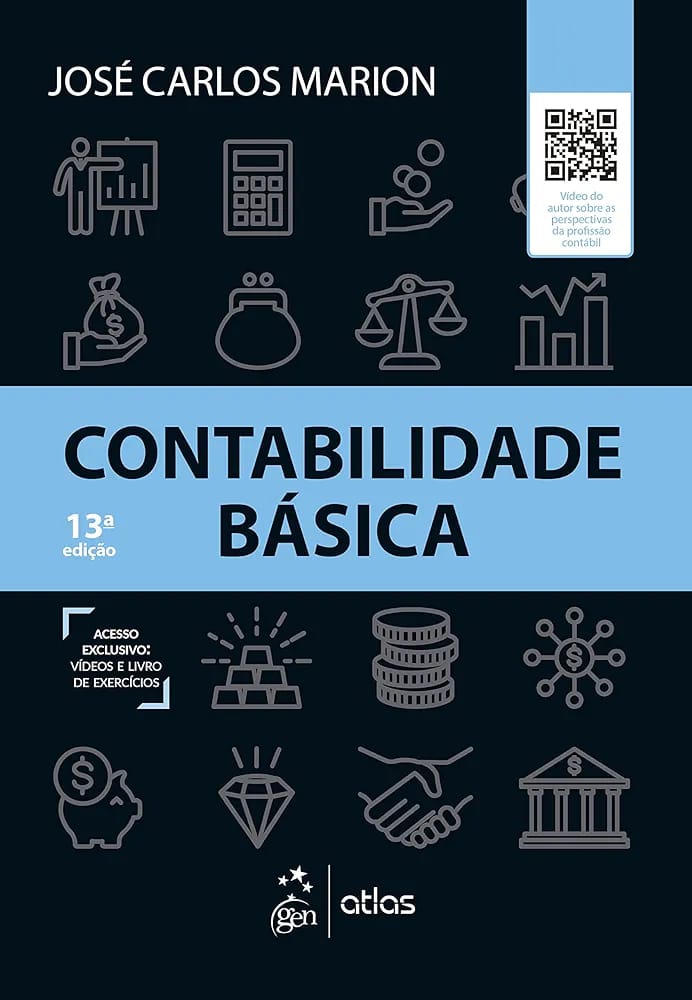 JOSÉ CARLOS MARION
Vídeo do
autor sobre as
perspectivas
da profissão
contábil
CONTABILIDADE
BÁSICA
13ª
edição
ACESSO
EXCLUSIVO:
VÍDEOS E LIVRO
DE EXERCÍCIOS
$
$
$
$
gen
atlas